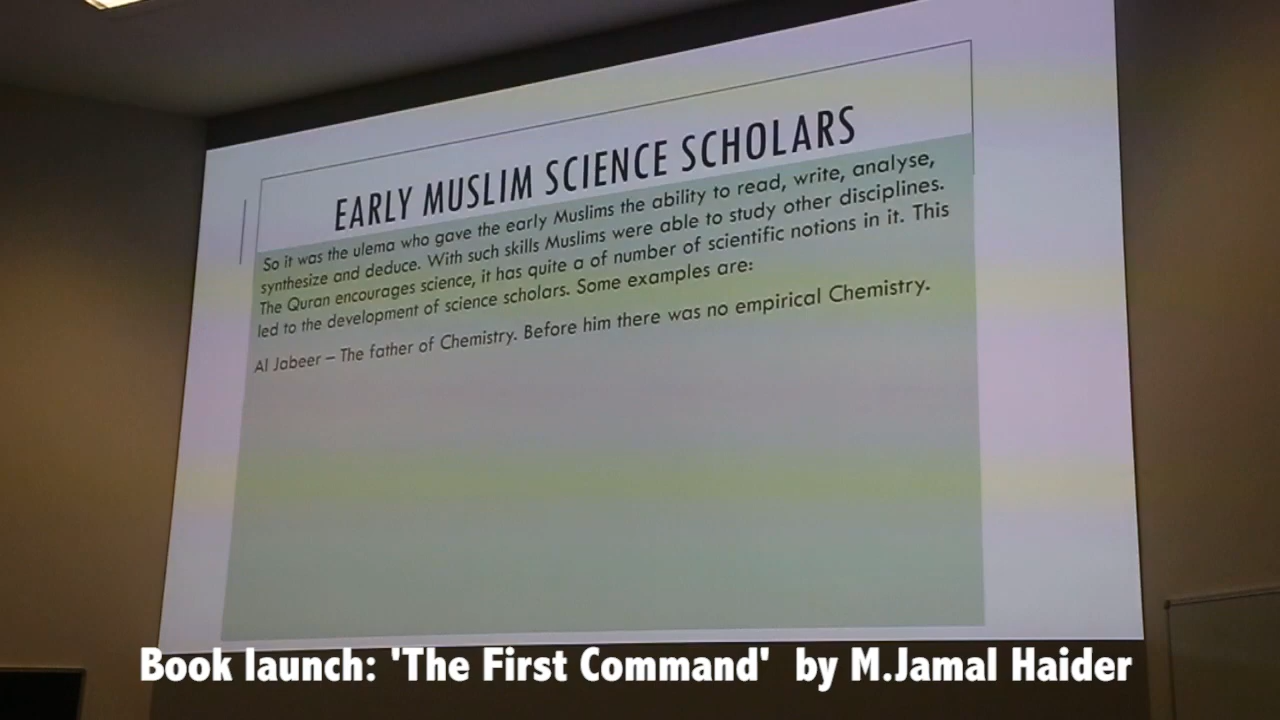 EARLY MUSLIM SCIENCE SCHOLARS
So it was the ulema who gave the early Muslims the ability to read, write, analyse,
synthesize and deduce. With such skills Muslims were able to study other disciplines.
The Quran encourages science, it has quite a of number of scientific notions in it. This
led to the development of science scholars. Some examples are:
Al Jabeer – The father of Chemistry. Before him there was no empirical Chemistry.
Book launch: 'The First Command' by M.Jamal Haider